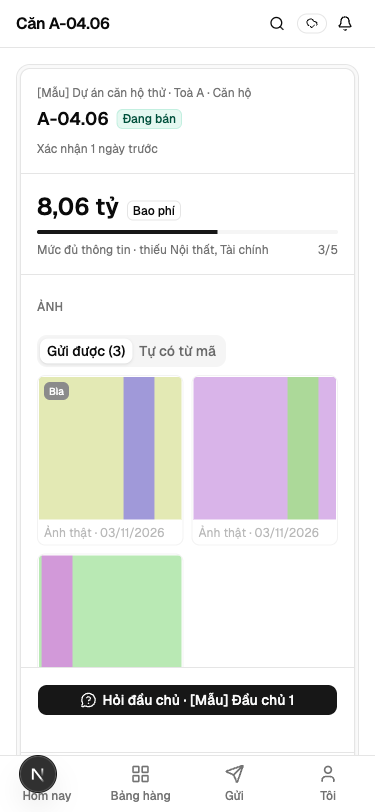 Căn A-04.06
[Mẫu] Dự án căn hộ thử · Toà A · Căn hộ
A-04.06 Đang bán
Xác nhận 1 ngày trước
8,06 tỷ Bao phí
Mức đủ thông tin · thiếu Nội thất, Tài chính 3/5
ẢNH
Gửi được (3) Tự có từ mã
Bìa
Ảnh thật · 03/11/2026 Ảnh thật · 03/11/2026
Hỏi đầu chủ · [Mẫu] Đầu chủ 1
N
Hôm nay Bảng hàng Gửi Tôi